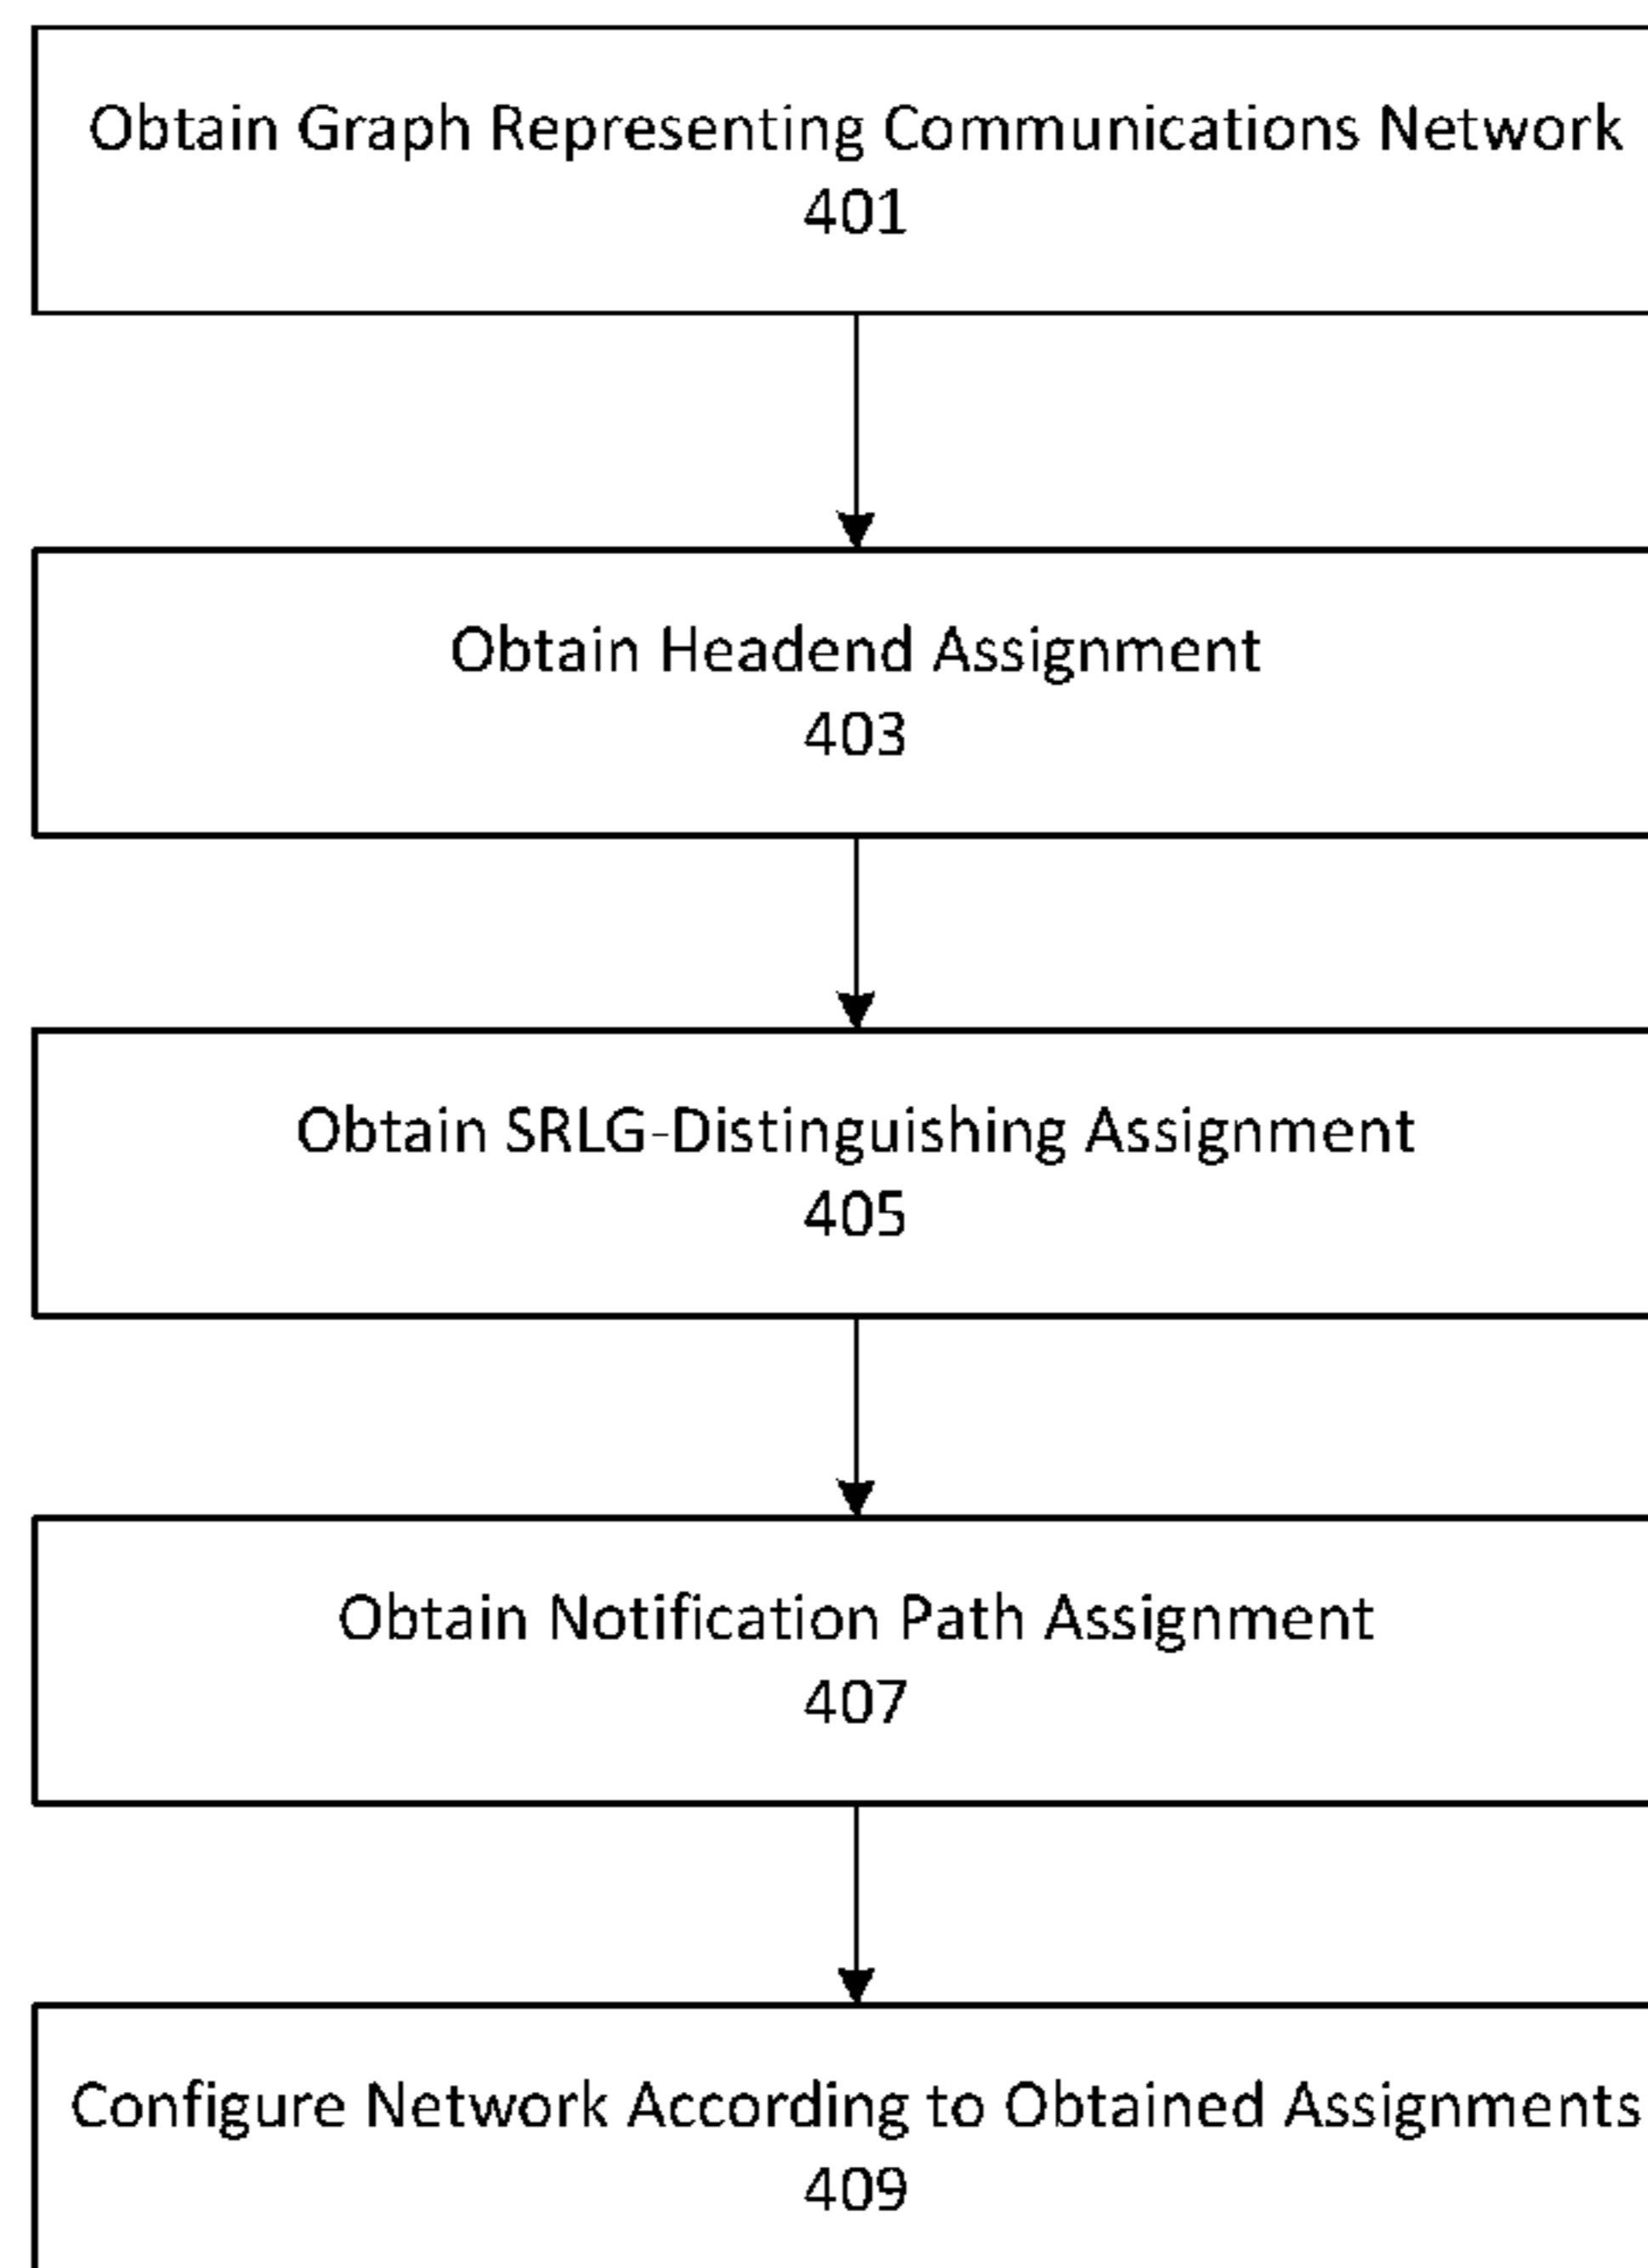 Obtain Graph Representing Communications Network
401
Obtain Headend Assignment
403
Obtain SRLG-Distinguishing Assignment
405
Obtain Notification Path Assignment
407
Configure Network According to Obtained Assignments
409